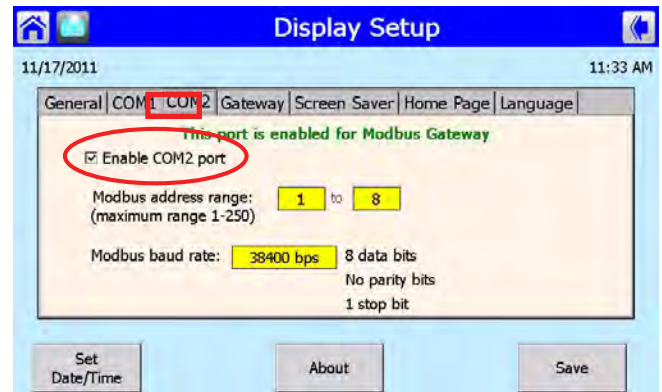 Display Setup
11/17/2011 11:33 AM
General COM1 COM2 Gateway Screen Saver Home Page Language
This port is enabled for Modbus Gateway
Enable COM2 port
Modbus address range: 1 to 8
(maximum range 1-250)
Modbus baud rate: 38400 bps 8 data bits
No parity bits
1 stop bit
Set
Date/Time
About
Save